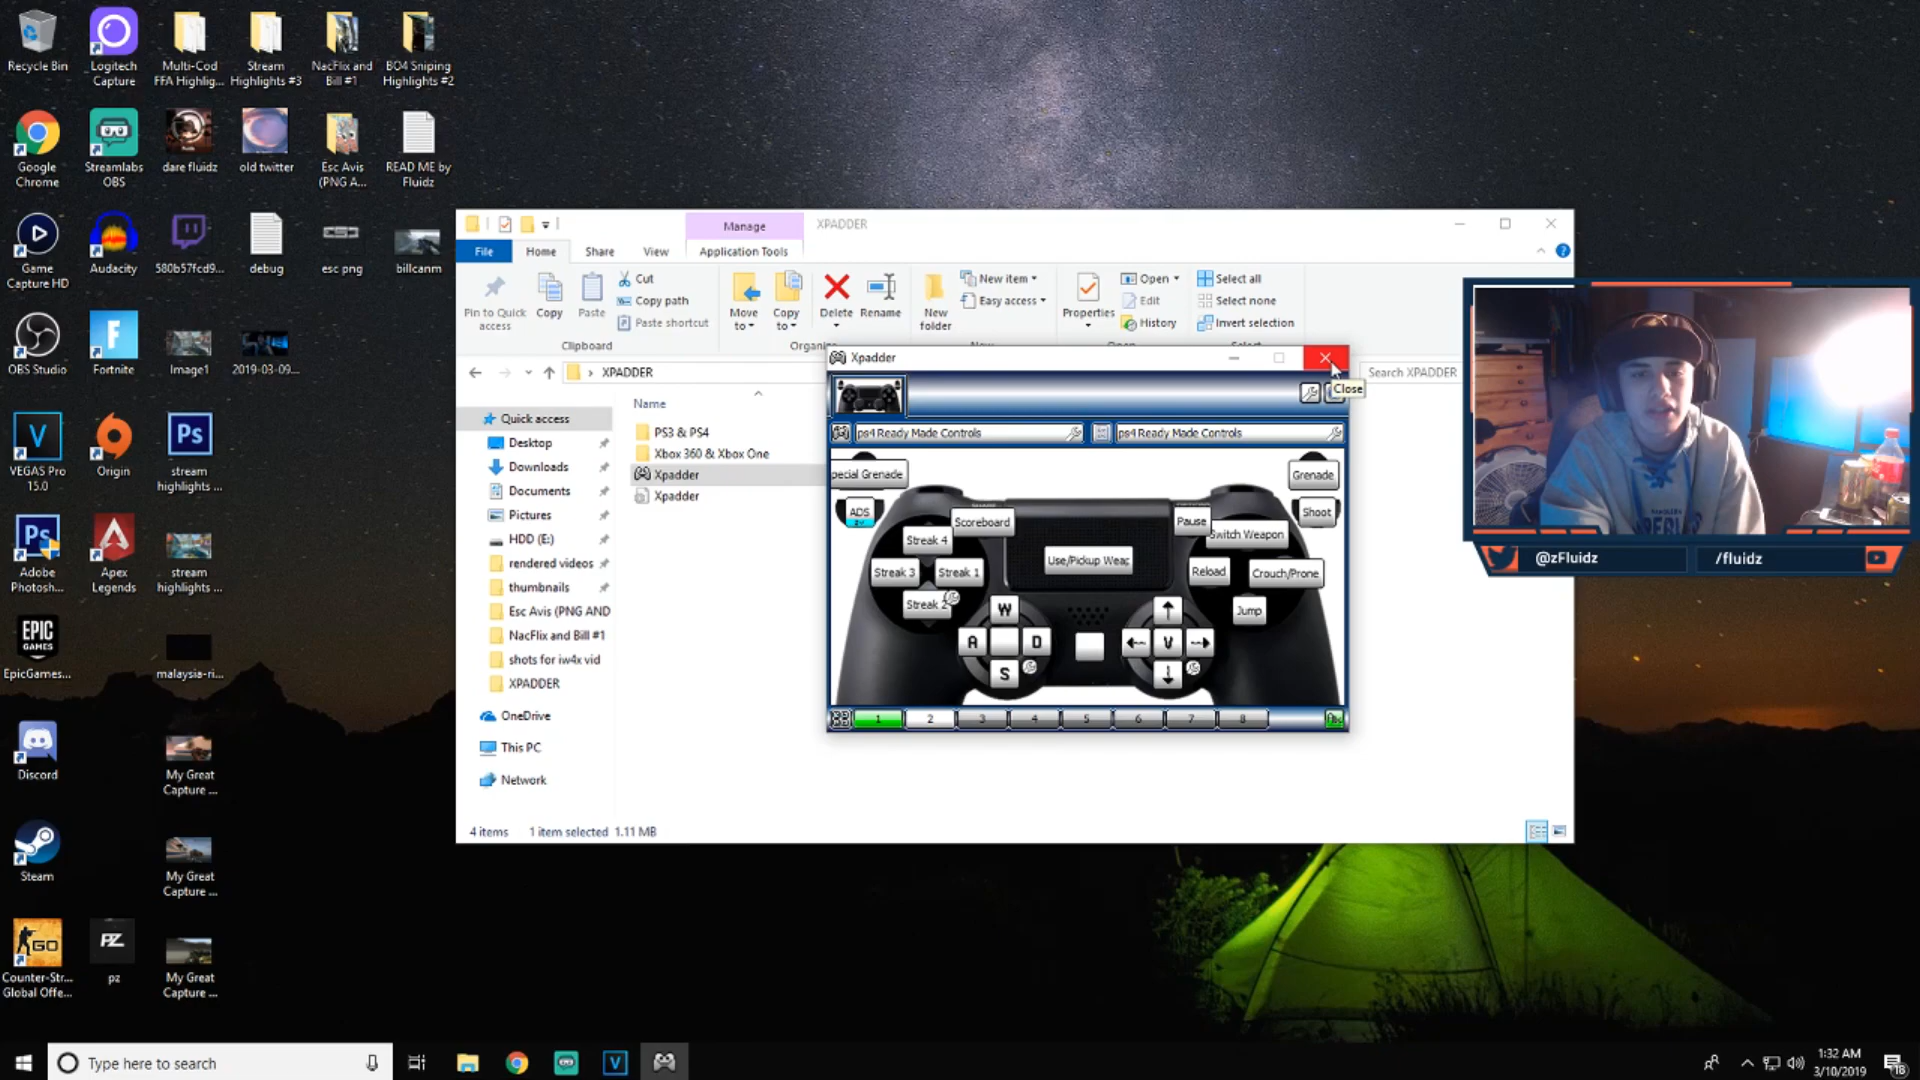 Recycle Bin
Logitech
Capture
Multi-Cod
FFA Highlig...
Stream
Highlights #3
NacFlix and
Bill #1
BO4 Sniping
Highlights #2
Google
Chrome
Streamlabs
OBS
dare fluidz
old twitter
Esc Avis
(PNG A...
READ ME by
Fluidz
Game
Capture HD
Audacity
580b57fcd9...
debug
esc png
billcanm
OBS Studio
Fortnite
Image1
2019-03-09...
VEGAS Pro
15.0
Origin
stream
highlights ...
Adobe
Photosh...
Apex
Legends
stream
highlights ...
EPIC
GAMES
EpicGames...
malaysia-ri...
Discord
My Great
Capture ...
Steam
My Great
Capture ...
GO
Counter-Str...
Global Offe...
PZ
pz
My Great
Capture ...
Manage
XPADDER
File
Home
Share
View
Application Tools
Pin to Quick
access
Copy
Paste
Cut
Copy path
Paste shortcut
Move
to
Copy
to
Delete
Rename
New
folder
New item
Easy access
Properties
Open
Edit
History
Select all
Select none
Invert selection
Clipboard
XPADDER
Search XPADDER
Quick access
Desktop
Downloads
Documents
Pictures
HDD (E:)
rendered videos
thumbnails
Esc Avis (PNG AND
NacFlix and Bill #1
shots for iw4x vid
XPADDER
OneDrive
This PC
Network
Name
PS3 & PS4
Xbox 360 & Xbox One
Xpadder
Xpadder
4 items
1 item selected 1.11 MB
Xpadder
Close
ps4 Ready Made Controls
ps4 Ready Made Controls
pecial Grenade
Grenade
ADS
Shoot
Scoreboard
Pause
Switch Weapon
Streak 4
Use/Pickup Weap
Streak 3
Streak 1
Reload
Crouch/Prone
Streak 2
Jump
W
A
D
S
V
1
2
3
4
5
6
7
8
Abc
@zFluidz
/fluidz
Type here to search
1:32 AM
3/10/2019
18